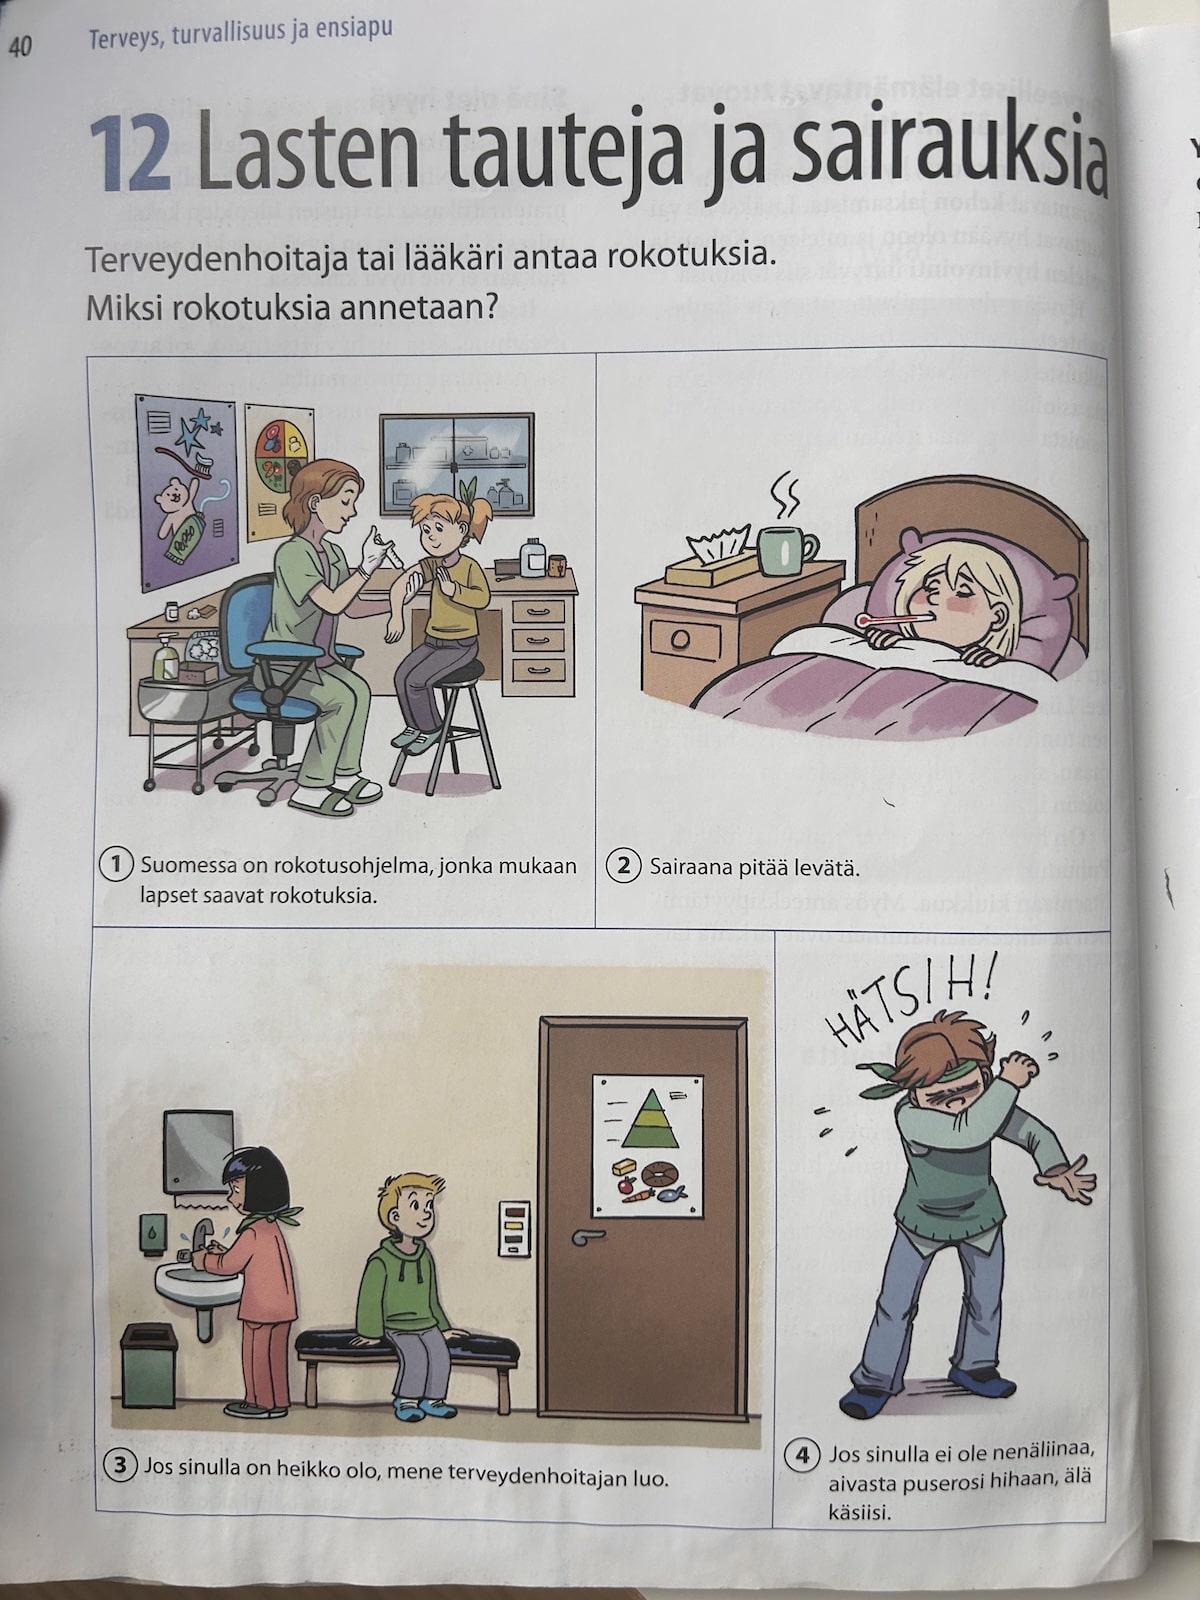 40
Terveys, turvallisuus ja ensiapu
12 Lasten tauteja ja sairauksia
Terveydenhoitaja tai lääkäri antaa rokotuksia.
Miksi rokotuksia annetaan?
1 Suomessa on rokotusohjelma, jonka mukaan
lapset saavat rokotuksia.
2 Sairaana pitää levätä.
HÄTSIH!
3 Jos sinulla on heikko olo, mene terveydenhoitajan luo.
4 Jos sinulla ei ole nenäliinaa,
aivasta puserosi hihaan, älä
käsiisi.